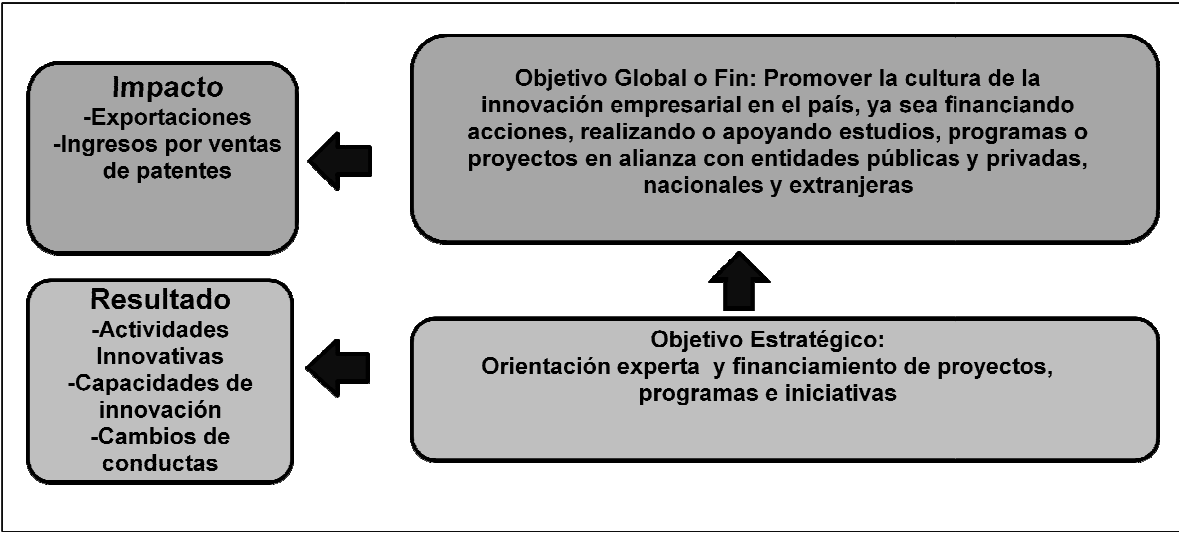 Impacto
-Exportaciones
-Ingresos por ventas
de patentes
Objetivo Global o Fin: Promover la cultura de la
innovación empresarial en el país, ya sea financiando
acciones, realizando o apoyando estudios, programas o
proyectos en alianza con entidades públicas y privadas,
nacionales y extranjeras
Resultado
-Actividades
Innovativas
-Capacidades de
innovación
-Cambios de
conductas
Objetivo Estratégico:
Orientación experta y financiamiento de proyectos,
programas e iniciativas